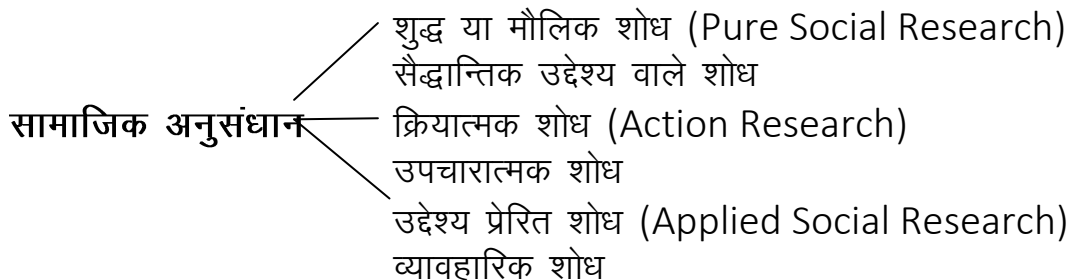 शुद्ध या मौलिक शोध (Pure Social Research)
सैद्धान्तिक उद्देश्य वाले शोध
सामाजिक अनुसंधान
क्रियात्मक शोध (Action Research)
उपचारात्मक शोध
उद्देश्य प्रेरित शोध (Applied Social Research)
व्यावहारिक शोध